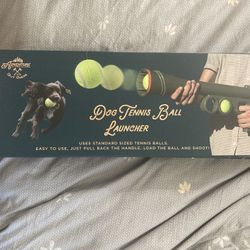 ADVENTURE
DOG TENNIS BALL
LAUNCHER
USES STANDARD SIZED TENNIS BALLS.
EASY TO USE, JUST PULL BACK THE HANDLE, LOAD THE BALL AND SHOOT!